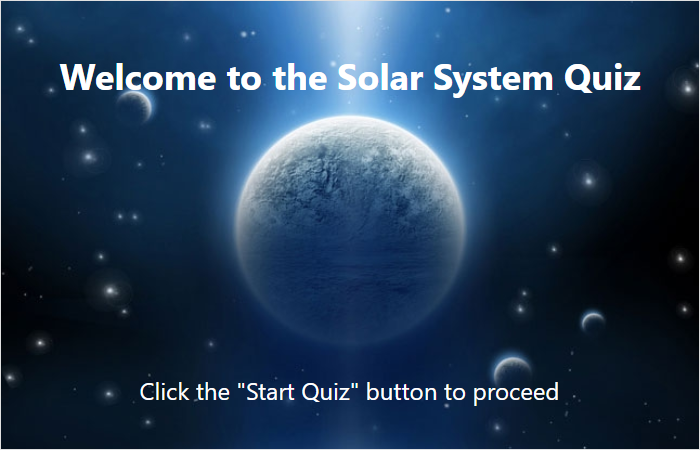 Welcome to the Solar System Quiz
Click the "Start Quiz" button to proceed